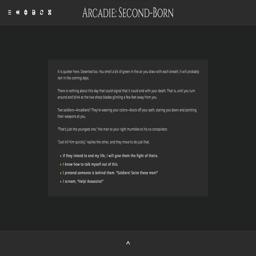 ARCADIE: SECOND-BORN
It is quieter here. Deserted too. You smell a bit of green in the air as you draw with each breath. It will probably
rain in the coming days.
There is nothing about this day that could signal that it could end with your death. That is, until you turn
around and blink at the two sharp blades glinting a few feet away from you.
Two soldiers—Arcadians! They're wearing your colors—block off your path, staring you down and pointing
their weapons at you.
"That's just the youngest one," the man to your right mumbles to his co-conspirator.
"Just kill him quickly," replies the other, and they move to do just that.
If they intend to end my life, I will give them the fight of theirs.
I know how to talk myself out of this.
I pretend someone is behind them. "Soldiers! Seize these men!"
I scream, "Help! Assassins!"